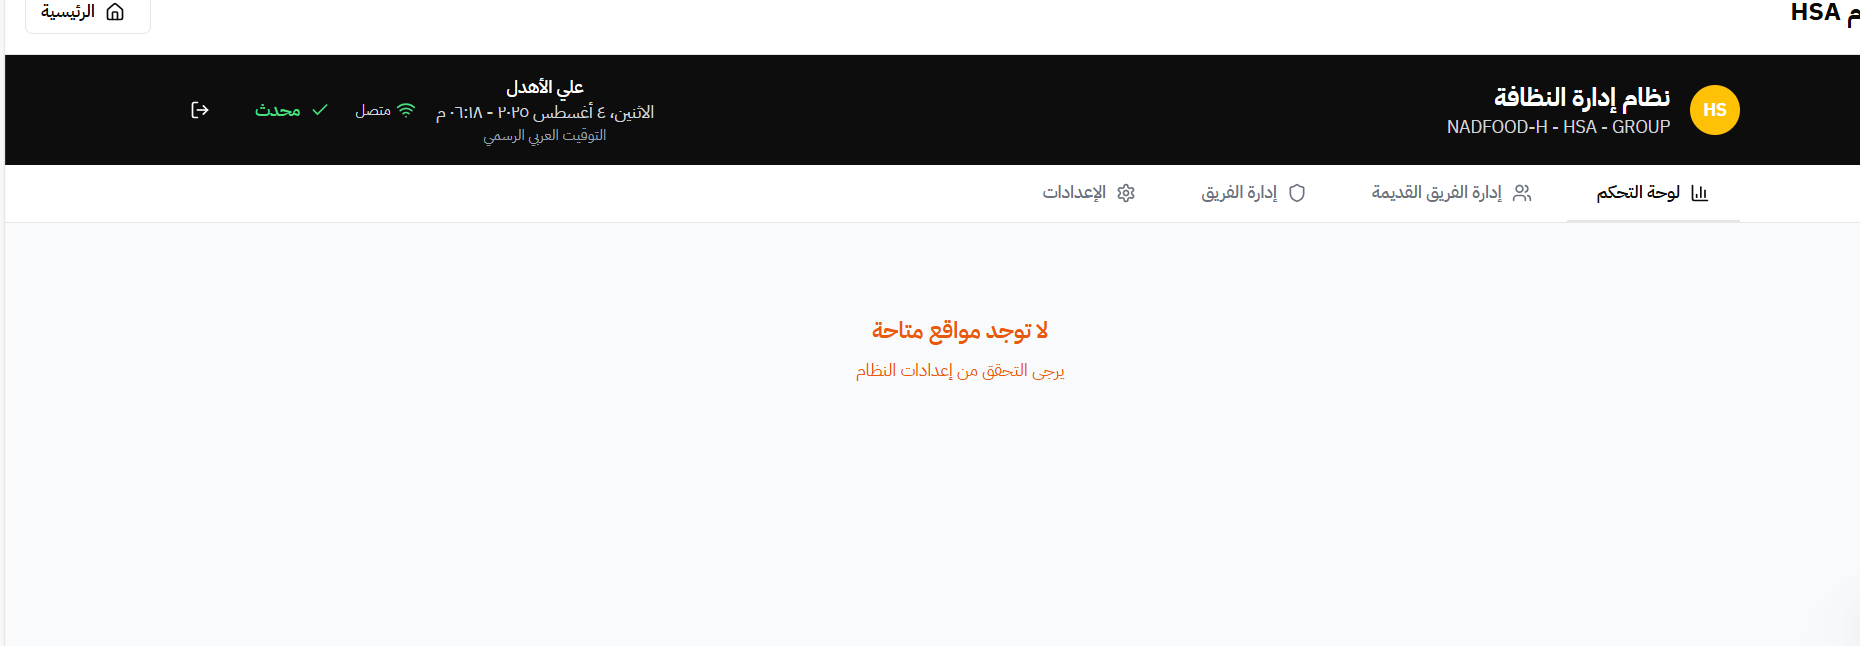 م HSA
الرئيسية
HS
نظام إدارة النظافة
NADFOOD-H - HSA - GROUP
علي الأهدل
الاثنين، ٤ أغسطس ٢٠٢٥ - ٠٦:١٨ م
التوقيت العربي الرسمي
متصل
محدث
لوحة التحكم
إدارة الفريق القديمة
إدارة الفريق
الإعدادات
لا توجد مواقع متاحة
يرجى التحقق من إعدادات النظام